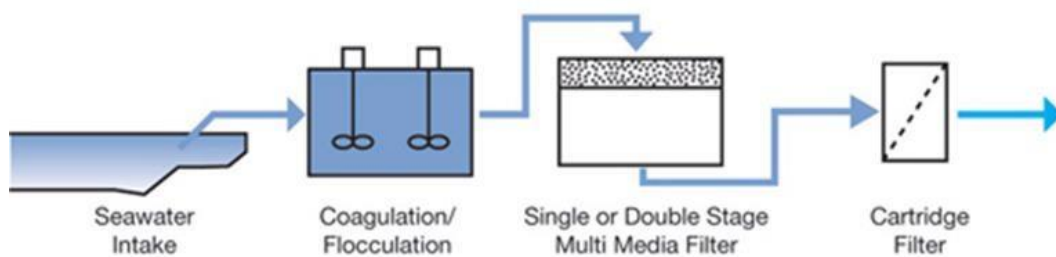 Seawater
Intake
Coagulation/
Flocculation
Single or Double Stage
Multi Media Filter
Cartridge
Filter